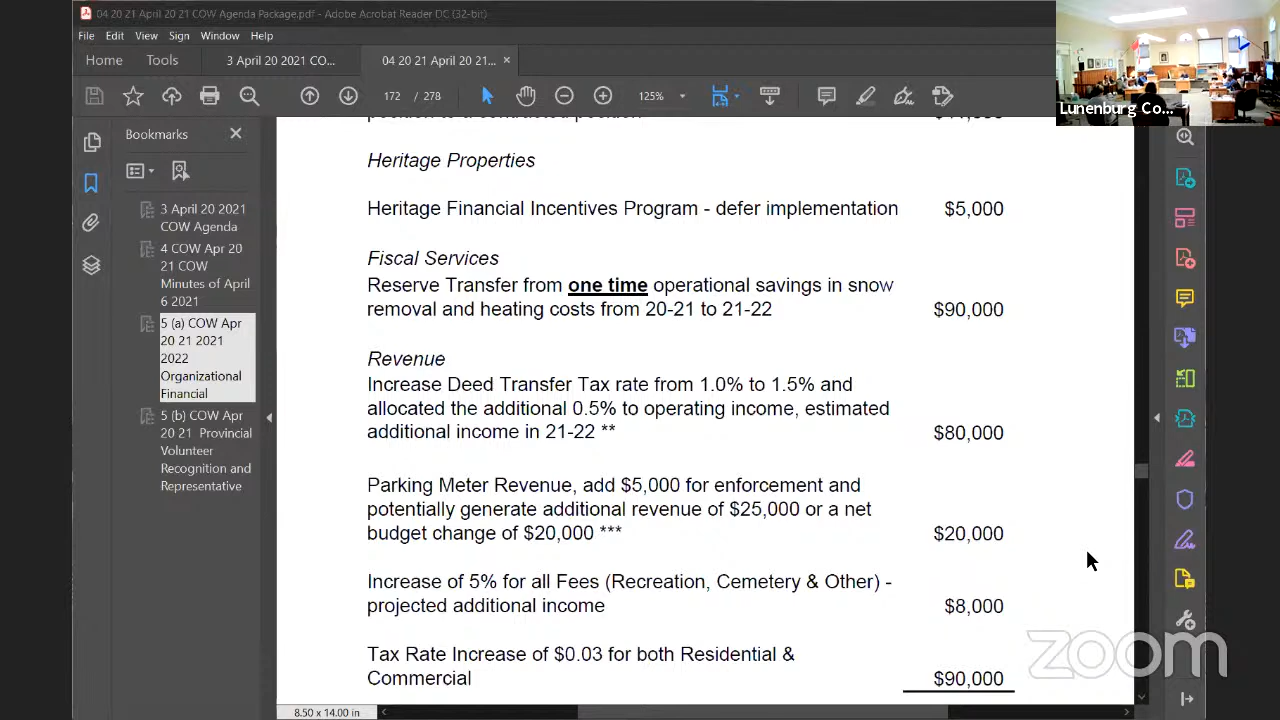 04 20 21 April 20 21 COW Agenda Package.pdf - Adobe Acrobat Reader DC (32-bit)
File Edit View Sign Window Help
Home Tools 3 April 20 2021 CO... 04 20 21 April 20 21... ×
172 / 278 125%
Lunenburg Co...
Bookmarks
3 April 20 2021
COW Agenda
4 COW Apr 20
21 COW
Minutes of April
6 2021
5 (a) COW Apr
20 21 2021
2022
Organizational
Financial
5 (b) COW Apr
20 21 Provincial
Volunteer
Recognition and
Representative
position to a contracted position
Heritage Properties
Heritage Financial Incentives Program - defer implementation $5,000
Fiscal Services
Reserve Transfer from one time operational savings in snow
removal and heating costs from 20-21 to 21-22 $90,000
Revenue
Increase Deed Transfer Tax rate from 1.0% to 1.5% and
allocated the additional 0.5% to operating income, estimated
additional income in 21-22 ** $80,000
Parking Meter Revenue, add $5,000 for enforcement and
potentially generate additional revenue of $25,000 or a net
budget change of $20,000 *** $20,000
Increase of 5% for all Fees (Recreation, Cemetery & Other) -
projected additional income $8,000
Tax Rate Increase of $0.03 for both Residential &
Commercial $90,000
zoom
8.50 x 14.00 in